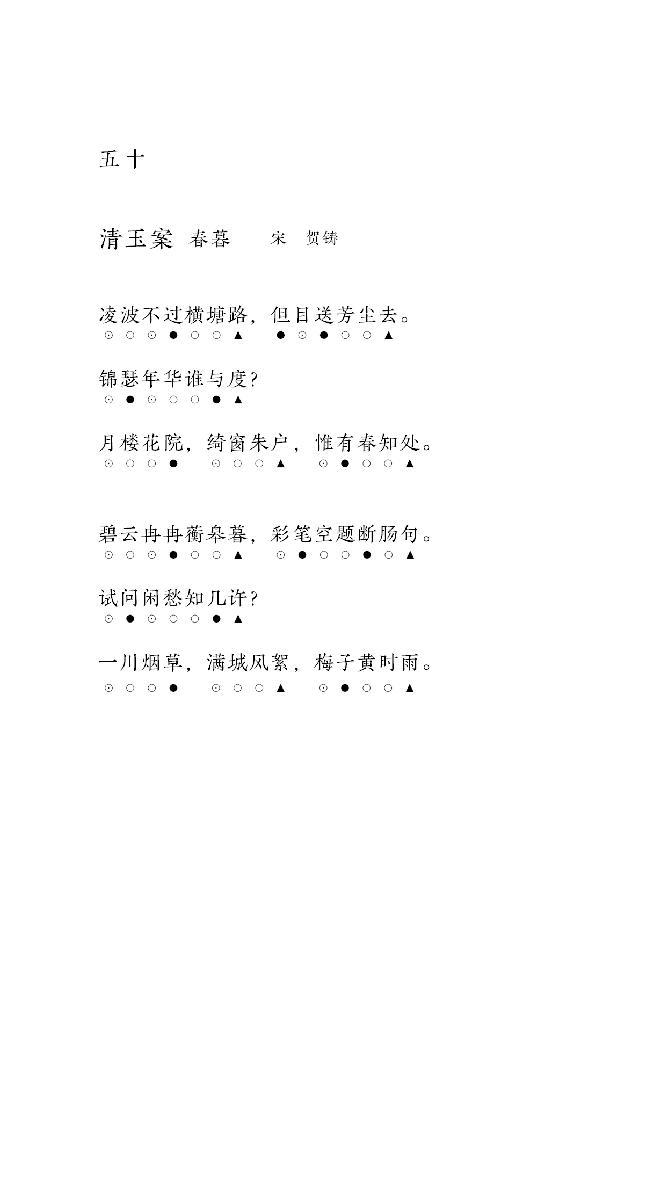 五十
清玉案 春暮 宋 贺铸
凌波不过横塘路，但目送芳尘去。
⊙○⊙●○○▲ ●⊙●○○▲
锦瑟年华谁与度？
⊙●⊙○○●▲
月楼花院，绮窗朱户，惟有春知处。
⊙○○● ⊙○○▲ ⊙●○○▲
碧云冉冉蘅皋暮，彩笔空题断肠句。
⊙○⊙●○○▲ ⊙●○○●⊙▲
试问闲愁知几许？
⊙●⊙○○●▲
一川烟草，满城风絮，梅子黄时雨。
⊙○○● ⊙○○▲ ⊙●○○▲